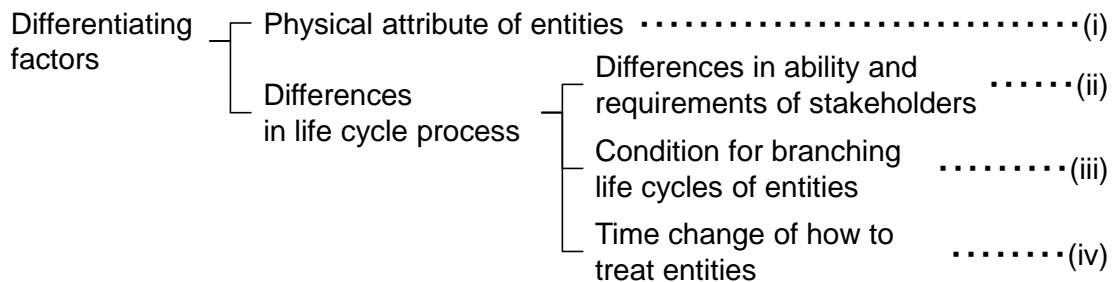 Differentiating
factors
Physical attribute of entities (i)
Differences
in life cycle process
Differences in ability and
requirements of stakeholders (ii)
Condition for branching
life cycles of entities (iii)
Time change of how to
treat entities (iv)